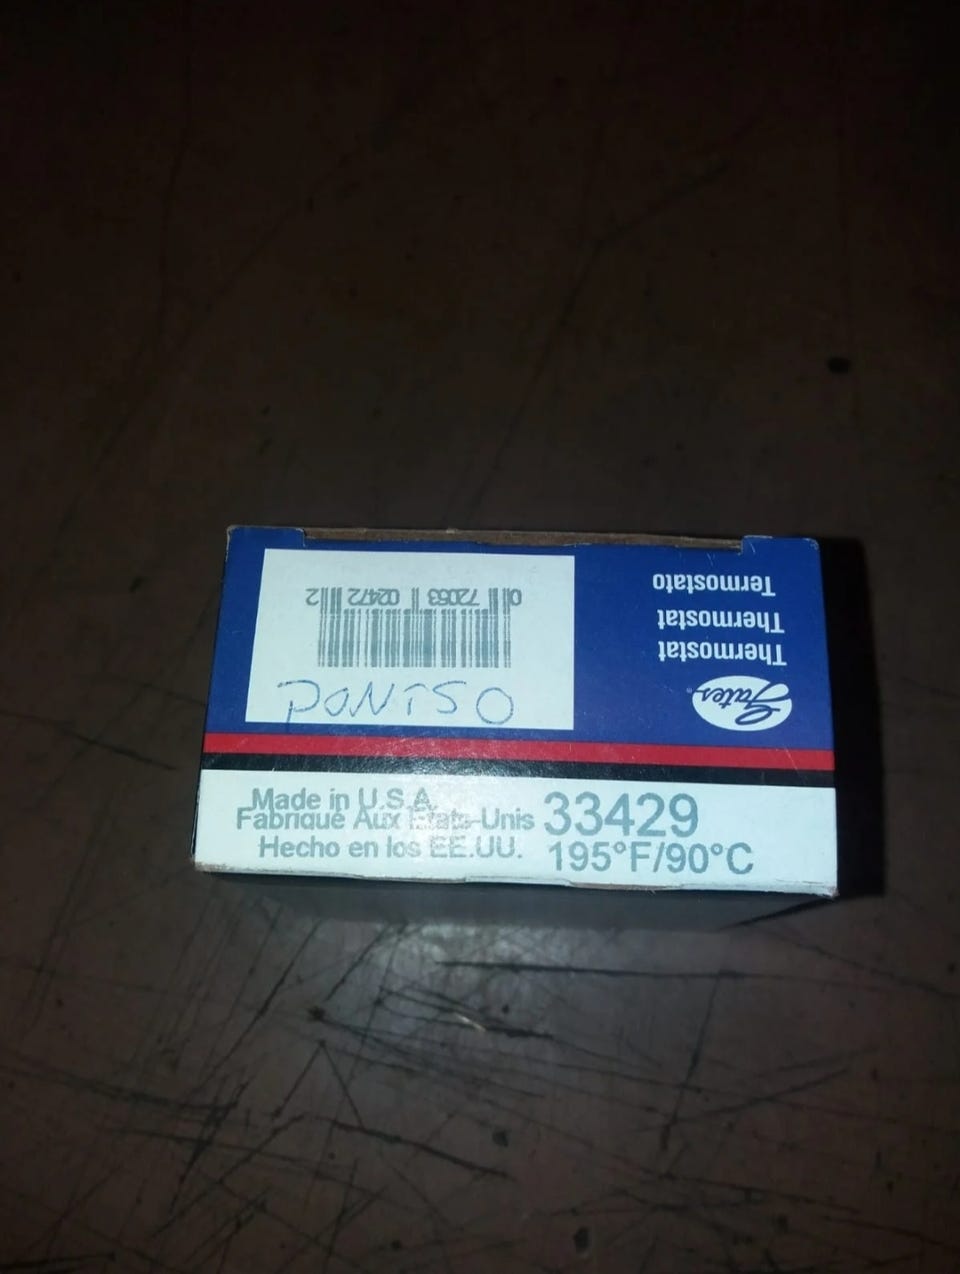 Gates®
Thermostat
Thermostat
Termostato
0 72053 02472 2
Made in U.S.A.
Fabriqué Aux États-Unis
Hecho en los EE.UU.
33429
195°F/90°C